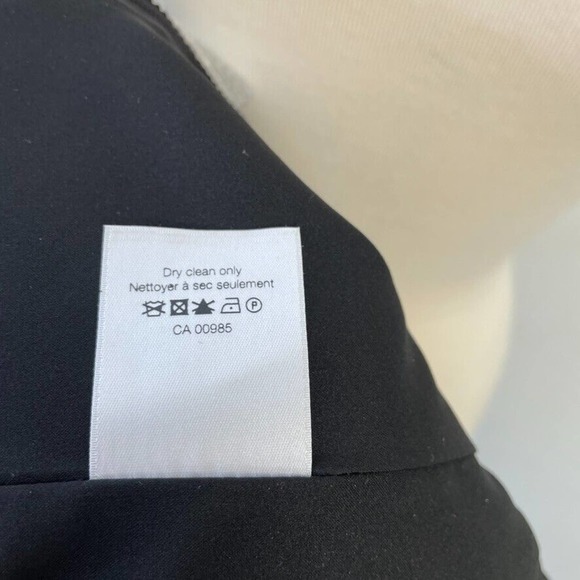 Dry clean only
Nettoyer à sec seulement
P
CA 00985